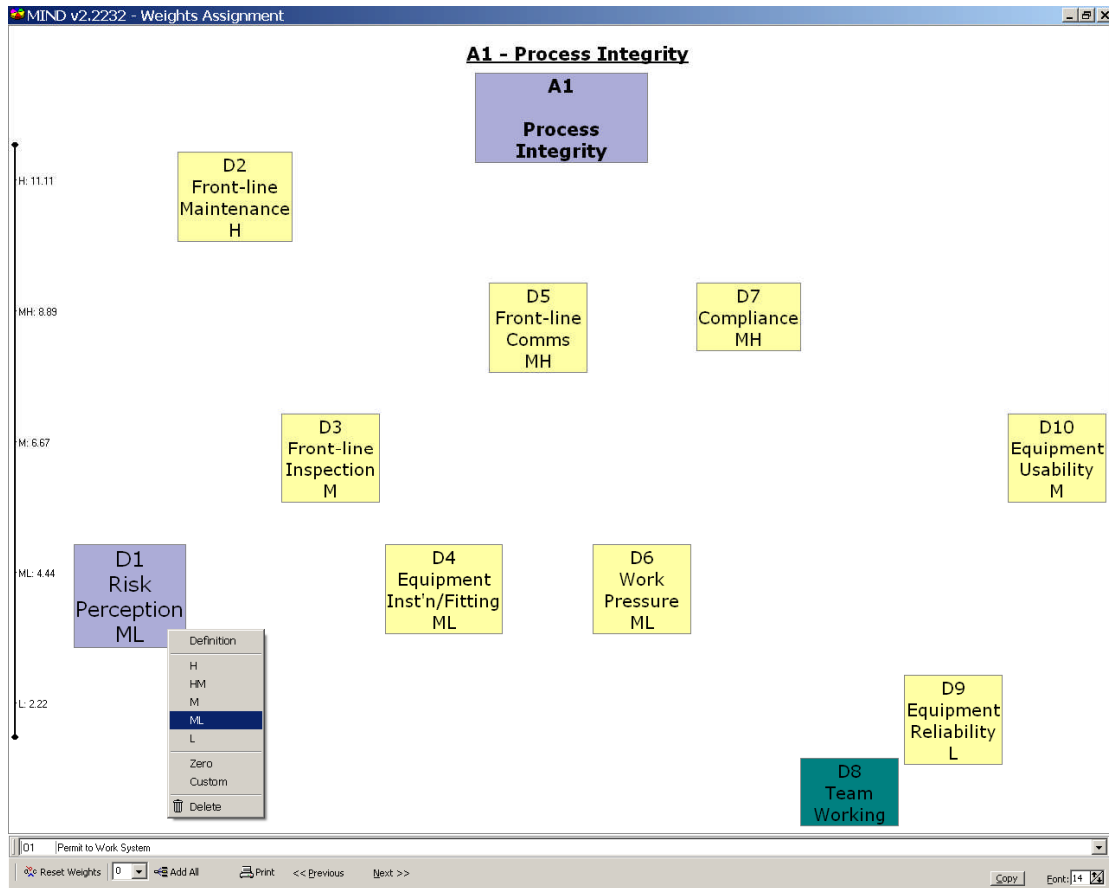 MIND v2.2232 - Weights Assignment
A1 - Process Integrity
A1
Process
Integrity
H: 11.11
D2
Front-line
Maintenance
H
MH: 8.89
D5
Front-line
Comms
MH
D7
Compliance
MH
M: 6.67
D3
Front-line
Inspection
M
D10
Equipment
Usability
M
ML: 4.44
D1
Risk
Perception
ML
D4
Equipment
Inst'n/Fitting
ML
D6
Work
Pressure
ML
Definition
H
HM
M
ML
L
Zero
Custom
Delete
L: 2.22
D9
Equipment
Reliability
L
D8
Team
Working
O1 Permit to Work System
Reset Weights 0 Add All Print << Previous Next >> Copy Font: 14